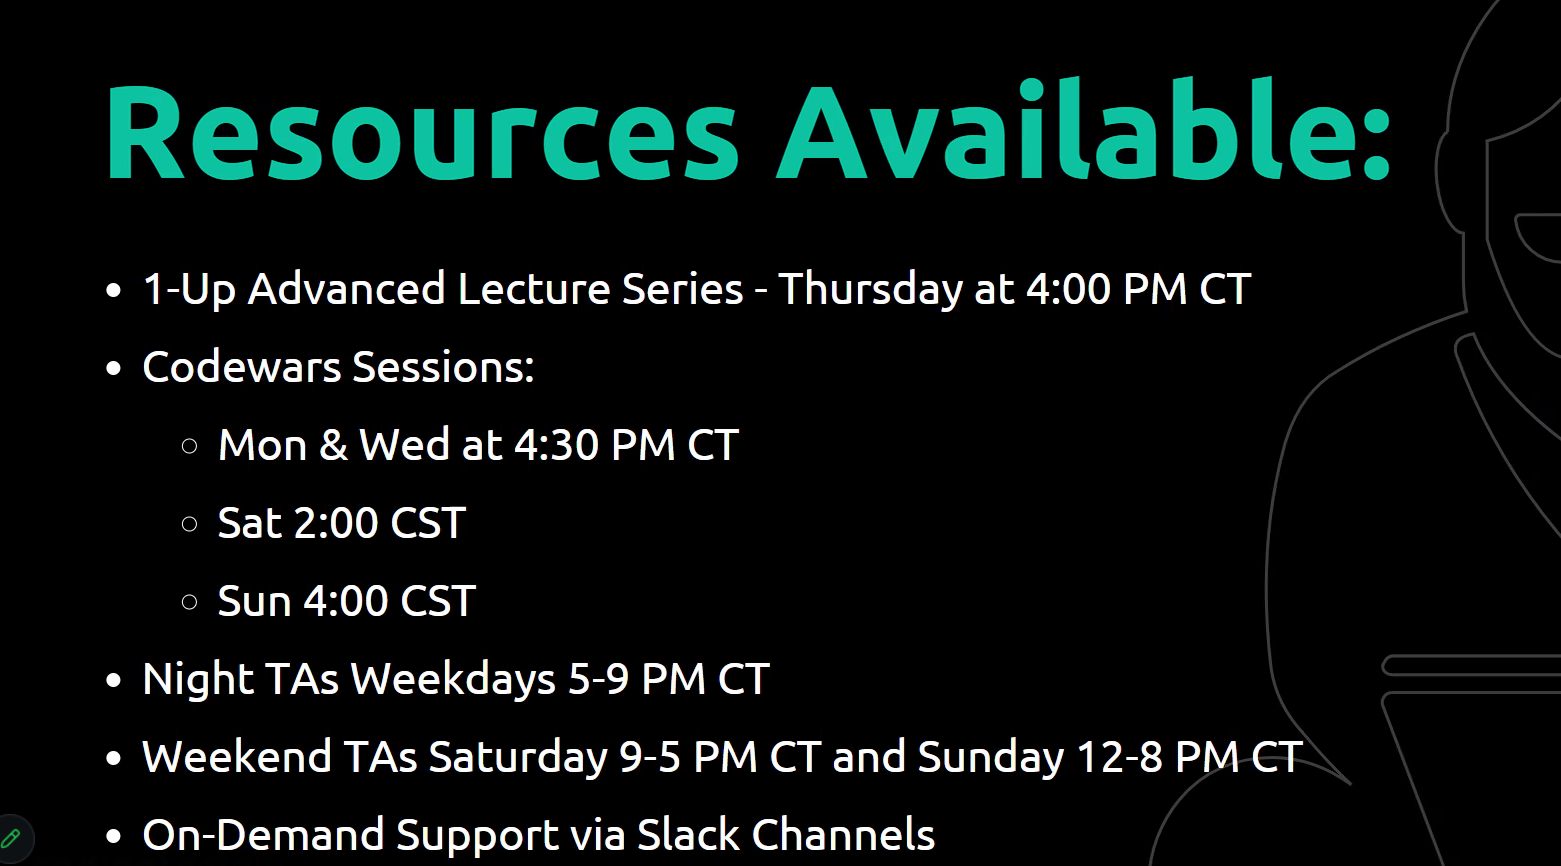 Resources Available:
• 1-Up Advanced Lecture Series - Thursday at 4:00 PM CT
• Codewars Sessions:
○ Mon & Wed at 4:30 PM CT
○ Sat 2:00 CST
○ Sun 4:00 CST
• Night TAs Weekdays 5-9 PM CT
• Weekend TAs Saturday 9-5 PM CT and Sunday 12-8 PM CT
• On-Demand Support via Slack Channels